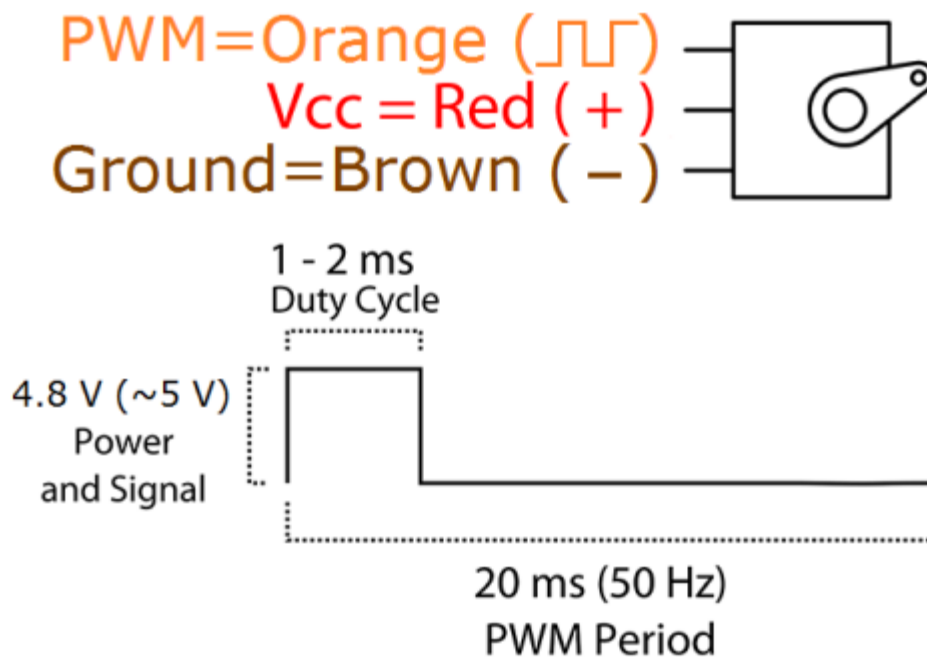 PWM=Orange (⎍⎍)
Vcc = Red ( + )
Ground=Brown ( − )
1 - 2 ms
Duty Cycle
4.8 V (~5 V)
Power
and Signal
20 ms (50 Hz)
PWM Period